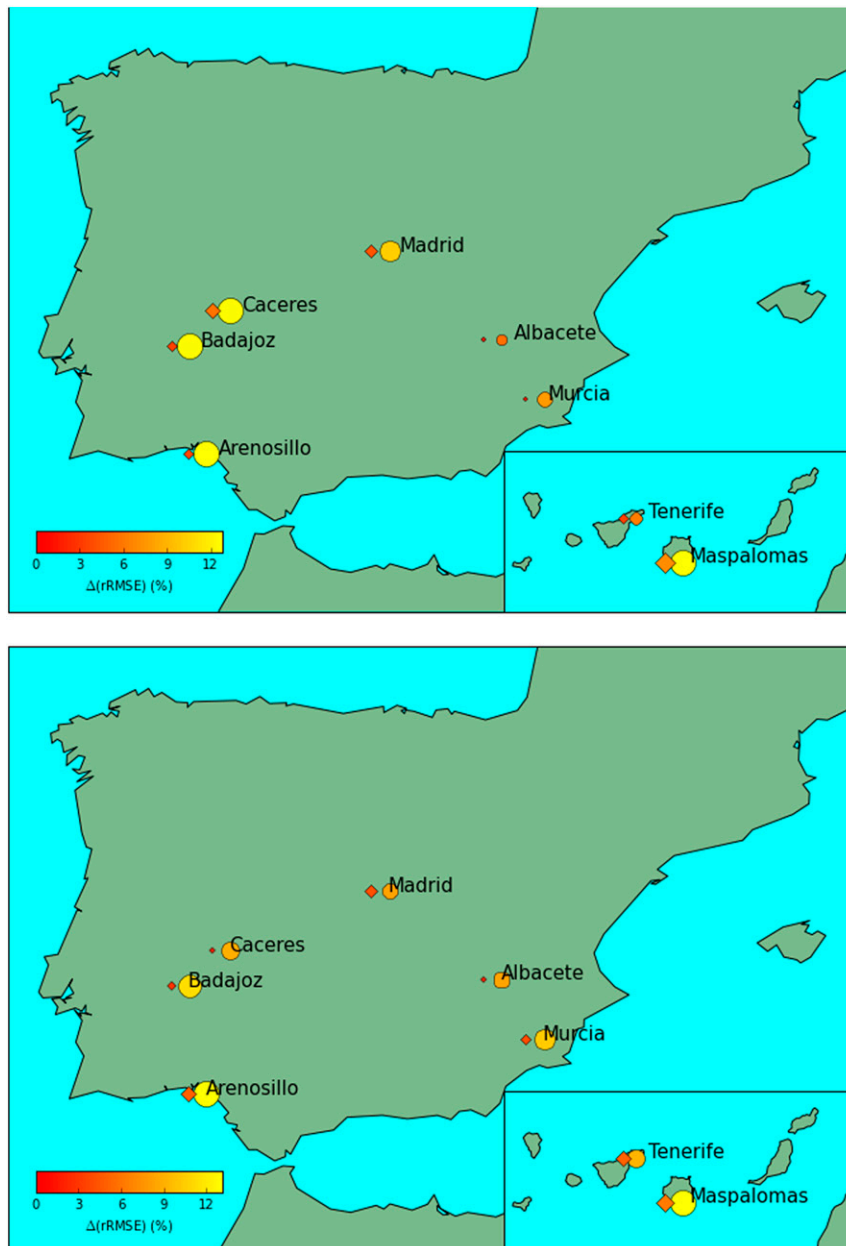 Madrid
Caceres
Badajoz
Albacete
Murcia
Arenosillo
Tenerife
Maspalomas
0 3 6 9 12
Δ(rRMSE) (%)
Madrid
Caceres
Badajoz
Albacete
Murcia
Arenosillo
Tenerife
Maspalomas
0 3 6 9 12
Δ(rRMSE) (%)